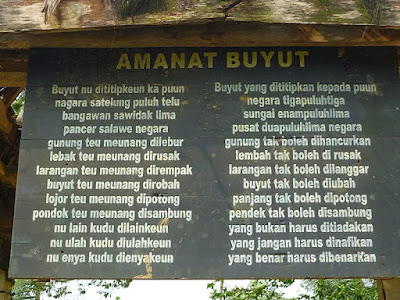 AMANAT BUYUT
Buyut nu dititipkeun ka puun
nagara satelung puluh telu
bangawan sawidak lima
pancer salawe nagara
gunung teu meunang dilebur
lebak teu meunang dirusak
larangan teu meunang dirempak
buyut teu meunang dirobah
lojor teu meunang dipotong
pondok teu meunang disambung
nu lain kudu dilainkeun
nu ulah kudu diulahkeun
nu enya kudu dienyakeun
Buyut yang dititipkan kepada puun
negara tigapuluhtiga
sungai enampuluhlima
pusat duapuluhlima negara
gunung tak boleh dihancurkan
lembah tak boleh di rusak
larangan tak boleh dilanggar
buyut tak boleh diubah
panjang tak boleh dipotong
pendek tak boleh disambung
yang bukan harus ditiadakan
yang jangan harus dinafikan
yang benar harus dibenarkan